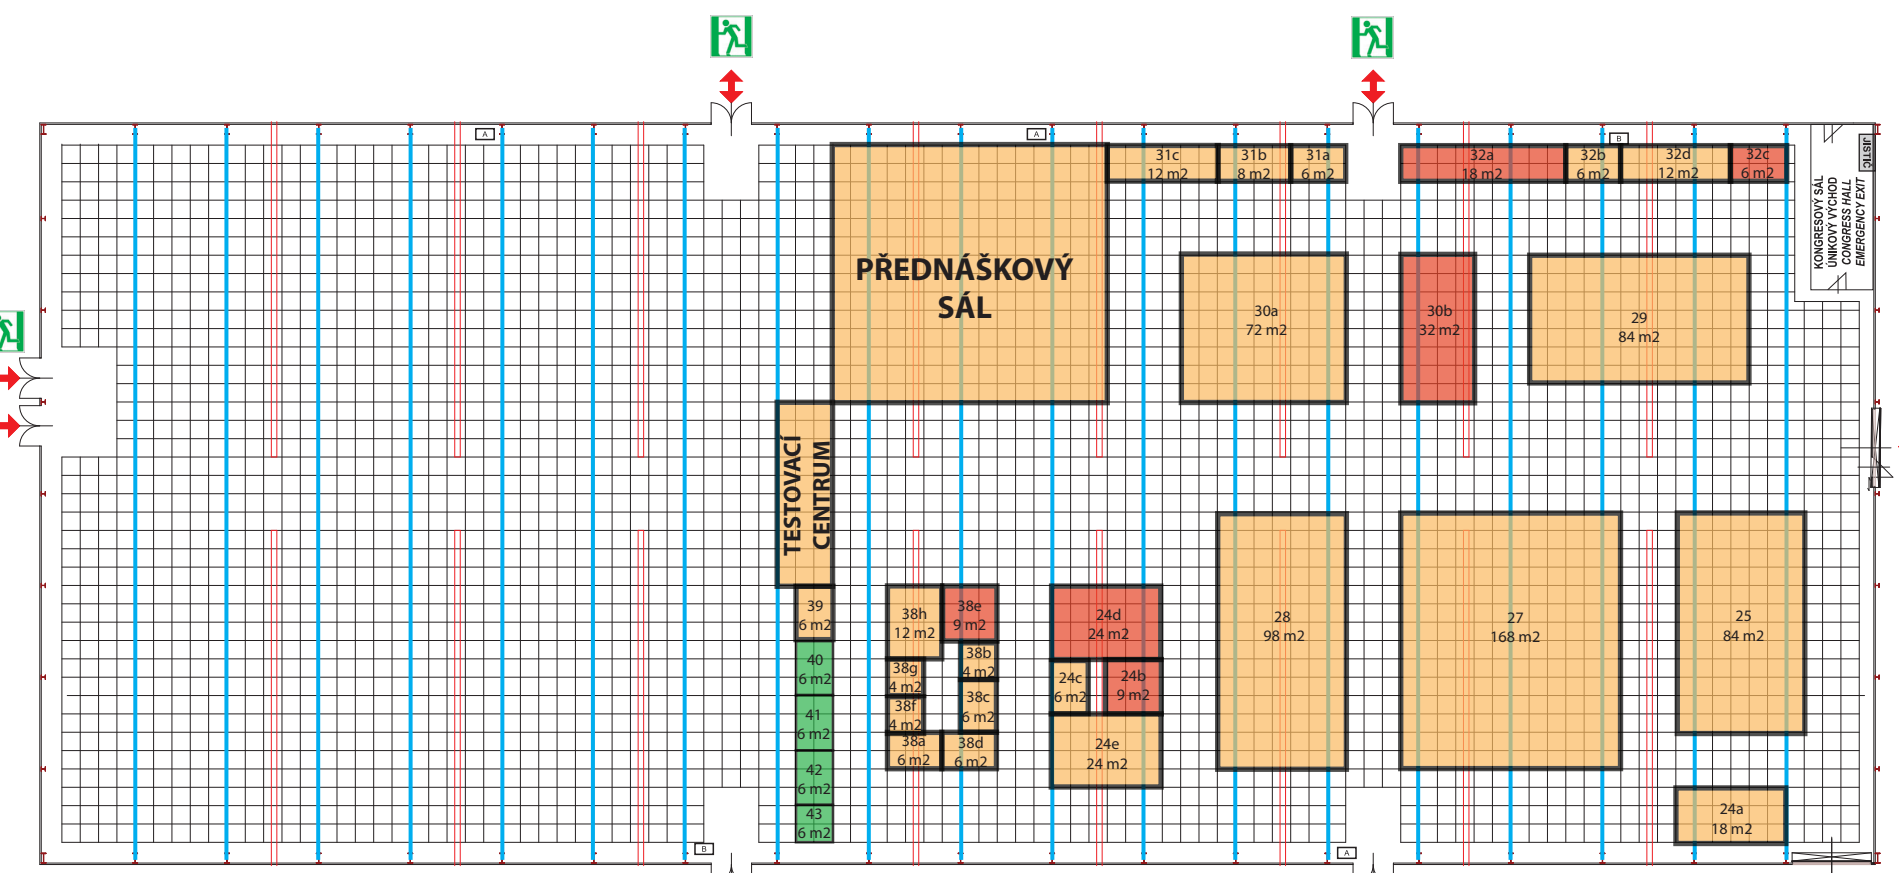 A
A
B
31c
12 m2
31b
8 m2
31a
6 m2
32a
18 m2
32b
6 m2
32d
12 m2
32c
6 m2
JISTIČ
KONGRESOVÝ SÁL
ÚNIKOVÝ VÝCHOD
CONGRESS HALL
EMERGENCY EXIT
PŘEDNÁŠKOVÝ
SÁL
30a
72 m2
30b
32 m2
29
84 m2
TESTOVACÍ
CENTRUM
39
6 m2
40
6 m2
41
6 m2
42
6 m2
43
6 m2
38h
12 m2
38e
9 m2
38g
4 m2
38b
4 m2
38f
4 m2
38c
6 m2
38a
6 m2
38d
6 m2
24d
24 m2
24c
6 m2
24b
9 m2
24e
24 m2
28
98 m2
27
168 m2
25
84 m2
24a
18 m2
B
A